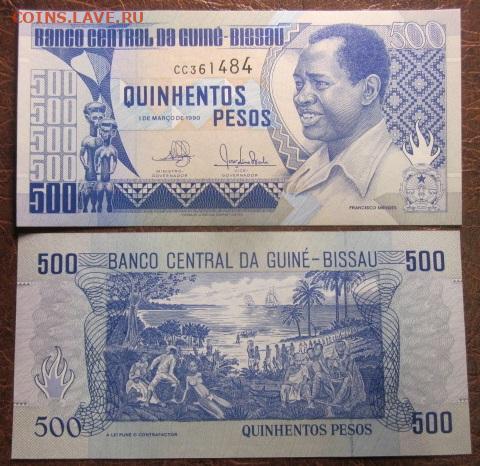 COINS.LAVE.RU
BANCO CENTRAL DA GUINÉ-BISSAU
500
CC361484
500
500
500
500
500
QUINHENTOS
PESOS
1 DE MARÇO DE 1990
MINISTRO-GOVERNADOR
VICE-GOVERNADOR
FRANCISCO MENDES
500
BANCO CENTRAL DA GUINÉ-BISSAU
500
500
A LEI PUNE O CONTRAFACTOR
QUINHENTOS PESOS
500